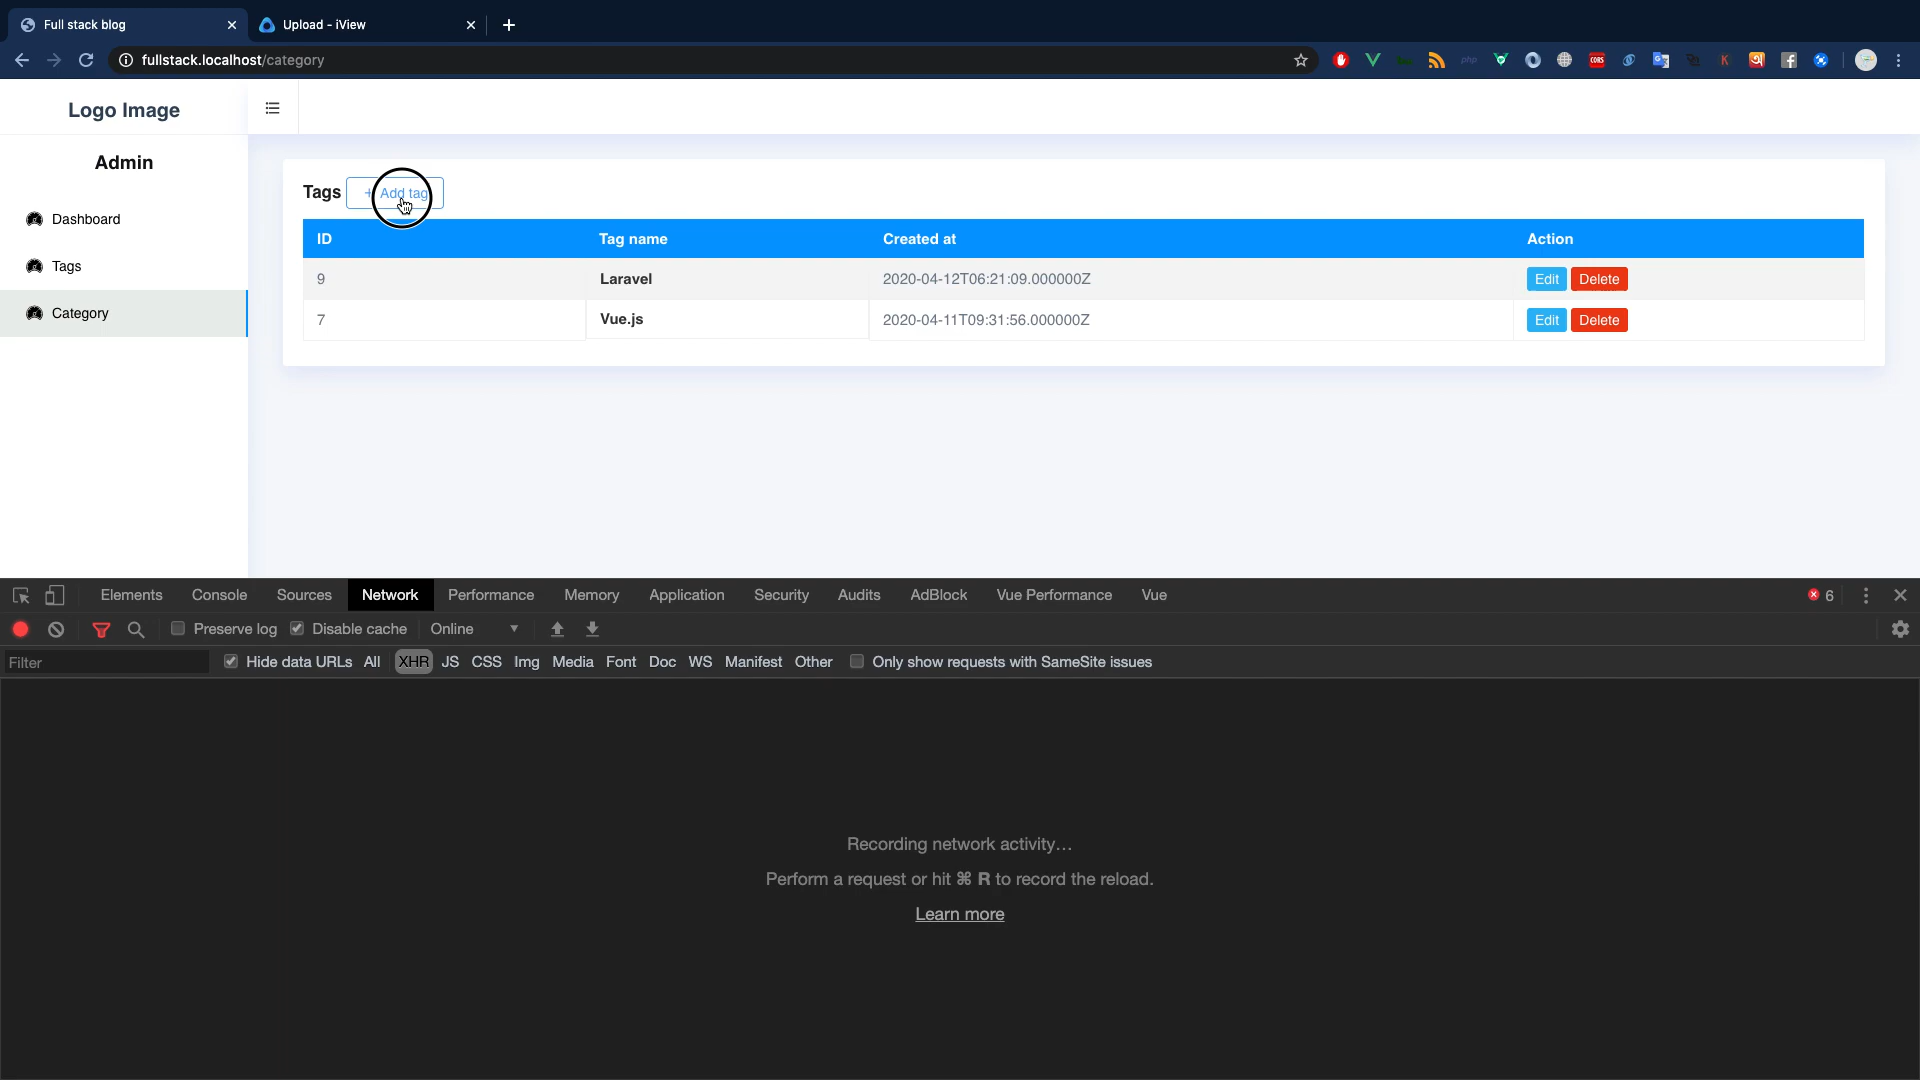 Full stack blog
Upload - iView
fullstack.localhost/category
Logo Image
Admin
Dashboard
Tags
Category
Tags + Add tag
ID Tag name Created at Action
9 Laravel 2020-04-12T06:21:09.000000Z Edit Delete
7 Vue.js 2020-04-11T09:31:56.000000Z Edit Delete
Elements Console Sources Network Performance Memory Application Security Audits AdBlock Vue Performance Vue 6
Preserve log Disable cache Online
Filter Hide data URLs All XHR JS CSS Img Media Font Doc WS Manifest Other Only show requests with SameSite issues
Recording network activity…
Perform a request or hit ⌘ R to record the reload.
Learn more